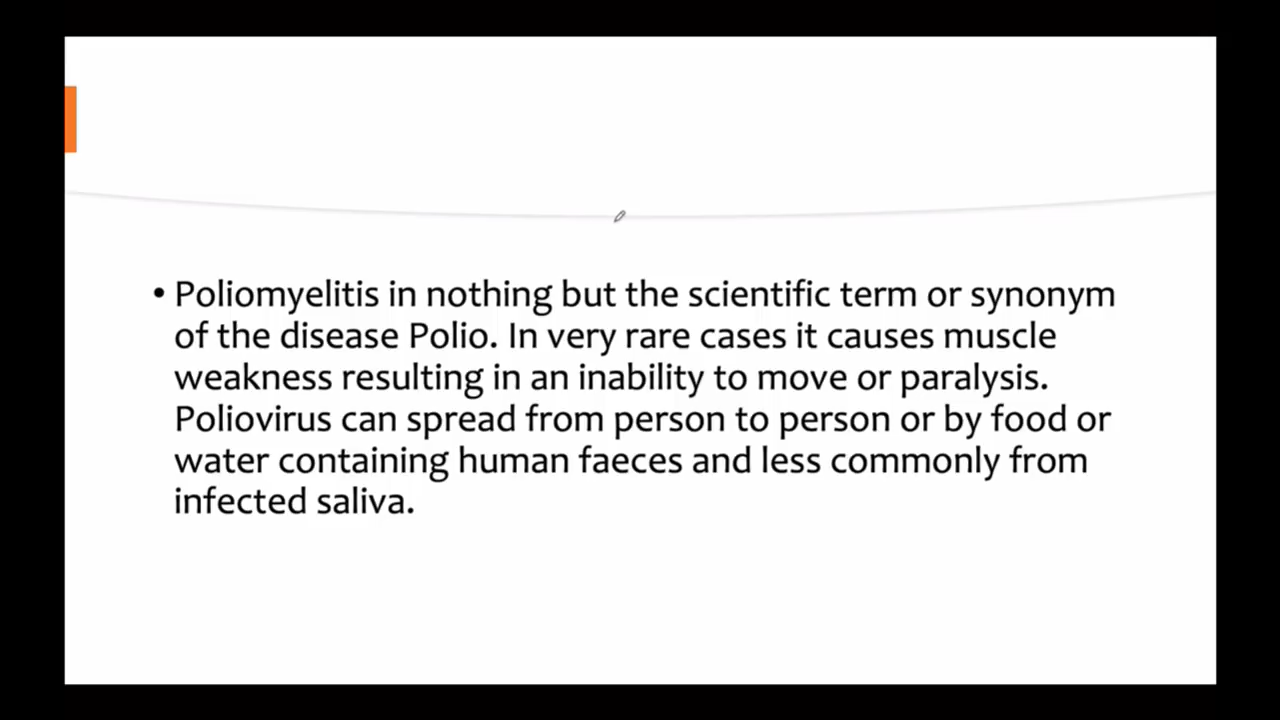 • Poliomyelitis in nothing but the scientific term or synonym
of the disease Polio. In very rare cases it causes muscle
weakness resulting in an inability to move or paralysis.
Poliovirus can spread from person to person or by food or
water containing human faeces and less commonly from
infected saliva.